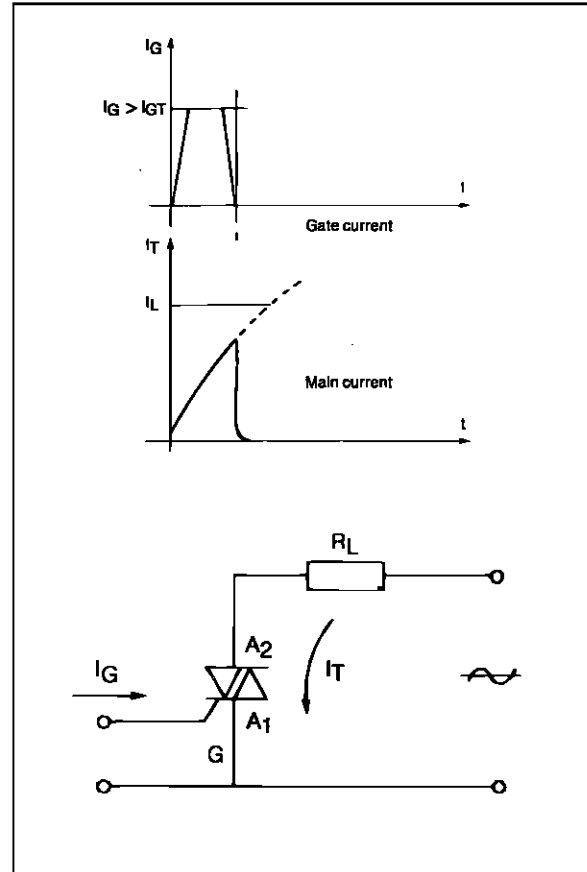 IG
IG > IGT
t
Gate current
IT
IL
Main current
t
RL
A2
IG
IT
A1
G